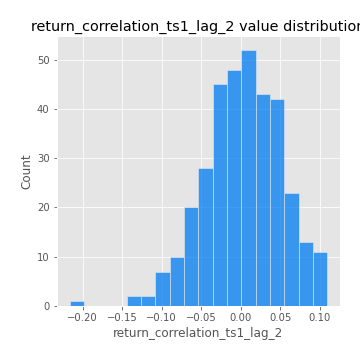 return_correlation_ts1_lag_2 value distribution
50
40
30
20
10
0
Count
−0.20 −0.15 −0.10 −0.05 0.00 0.05 0.10
return_correlation_ts1_lag_2